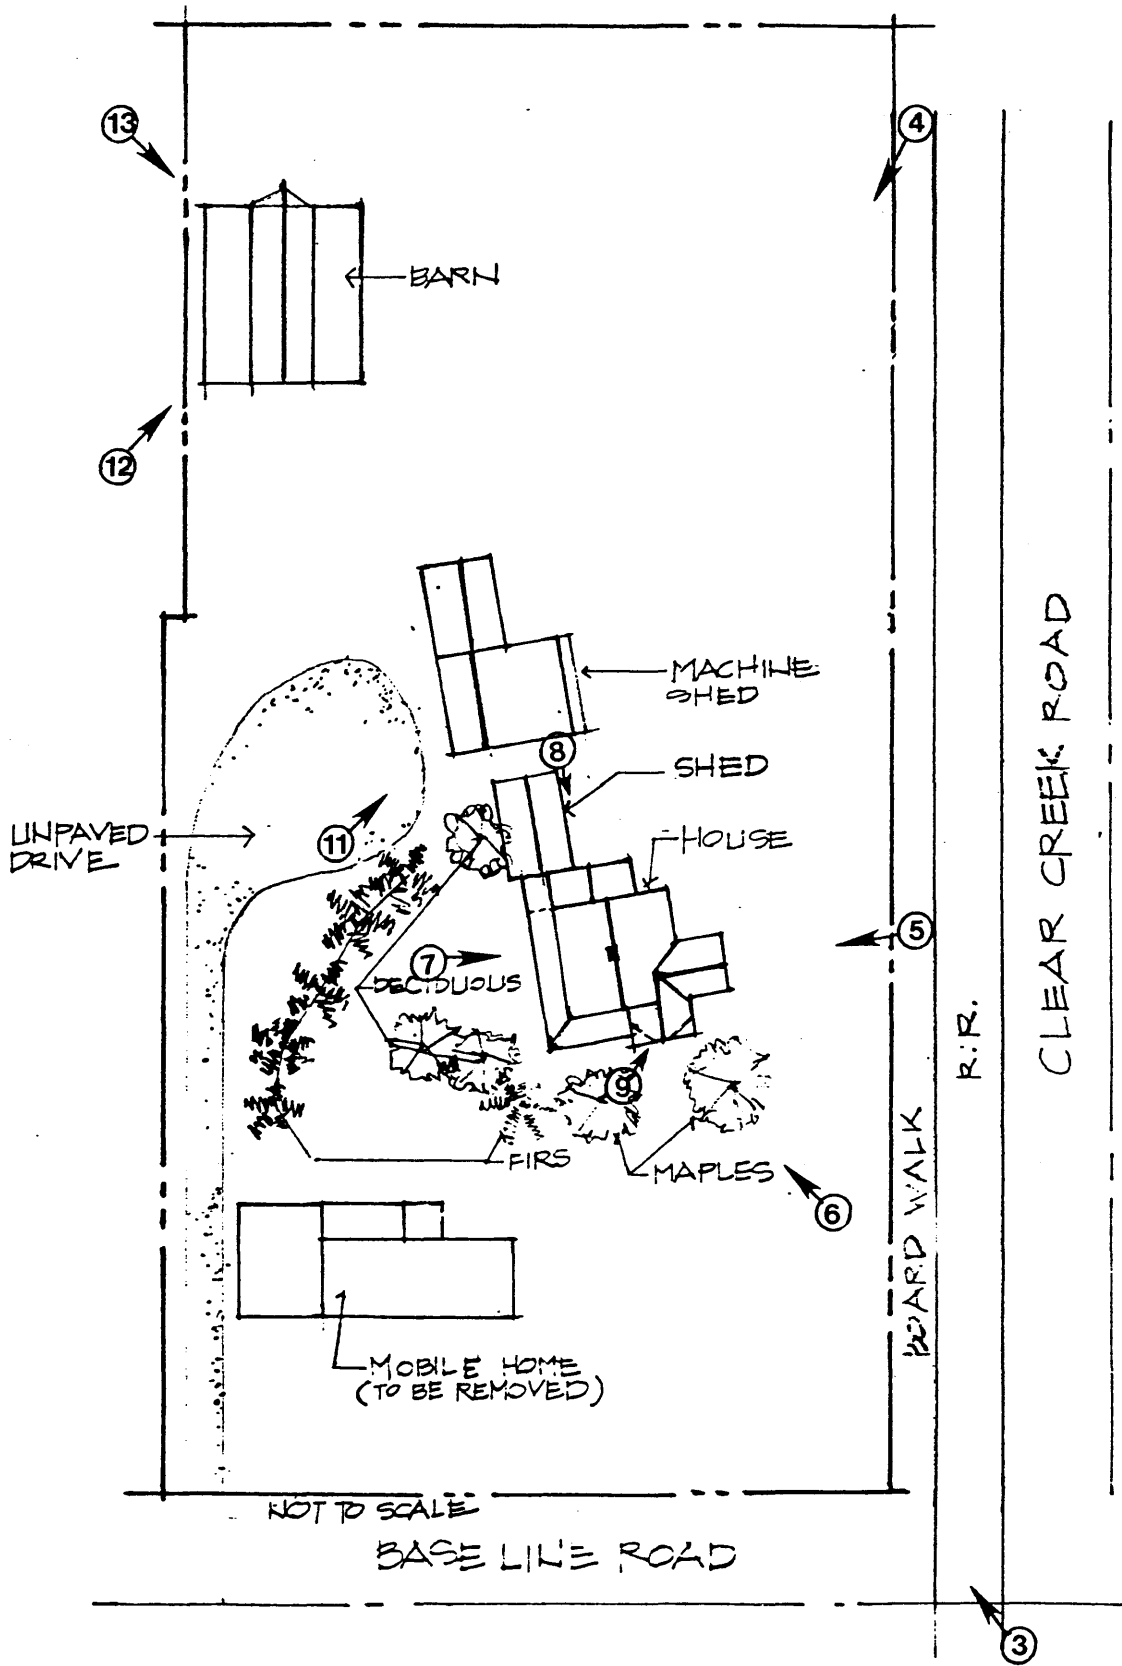 13
4
BARN
12
MACHINE
SHED
8
SHED
UNPAVED
DRIVE
11
HOUSE
CLEAR CREEK ROAD
7
5
DECIDUOUS
R.R.
9
FIRS
MAPLES
6
BOARD WALK
MOBILE HOME
(TO BE REMOVED)
NOT TO SCALE
BASE LINE ROAD
3